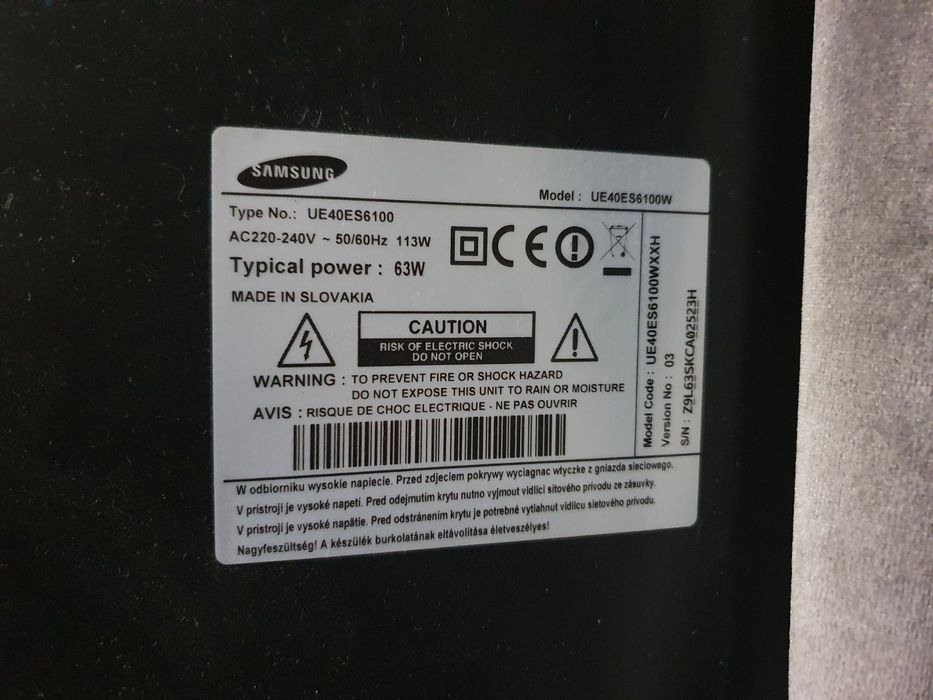 SAMSUNG
Model : UE40ES6100W
Type No.: UE40ES6100
AC220-240V ~ 50/60Hz 113W
Typical power : 63W
MADE IN SLOVAKIA
CE
CAUTION
RISK OF ELECTRIC SHOCK
DO NOT OPEN
WARNING : TO PREVENT FIRE OR SHOCK HAZARD
DO NOT EXPOSE THIS UNIT TO RAIN OR MOISTURE
AVIS : RISQUE DE CHOC ELECTRIQUE - NE PAS OUVRIR
Model Code : UE40ES6100WXXH
Version No : 03
S/N : Z9L63SKCA02523H
W odbiorniku wysokie napiecie. Przed zdjeciem pokrywy wyciagnac wtyczke z gniazda sieciowego.
V prístroji je vysoké napetí. Pred odejmutím krytu nutno vyjmout vidlici sítového prívodu ze zásuvky.
V prístroji je vysoké napätie. Pred odstránením krytu je potrebné vytiahnut vidlicu sietového prívodu.
Nagyfeszültség! A készülék burkolatának eltávolítása életveszélyes!